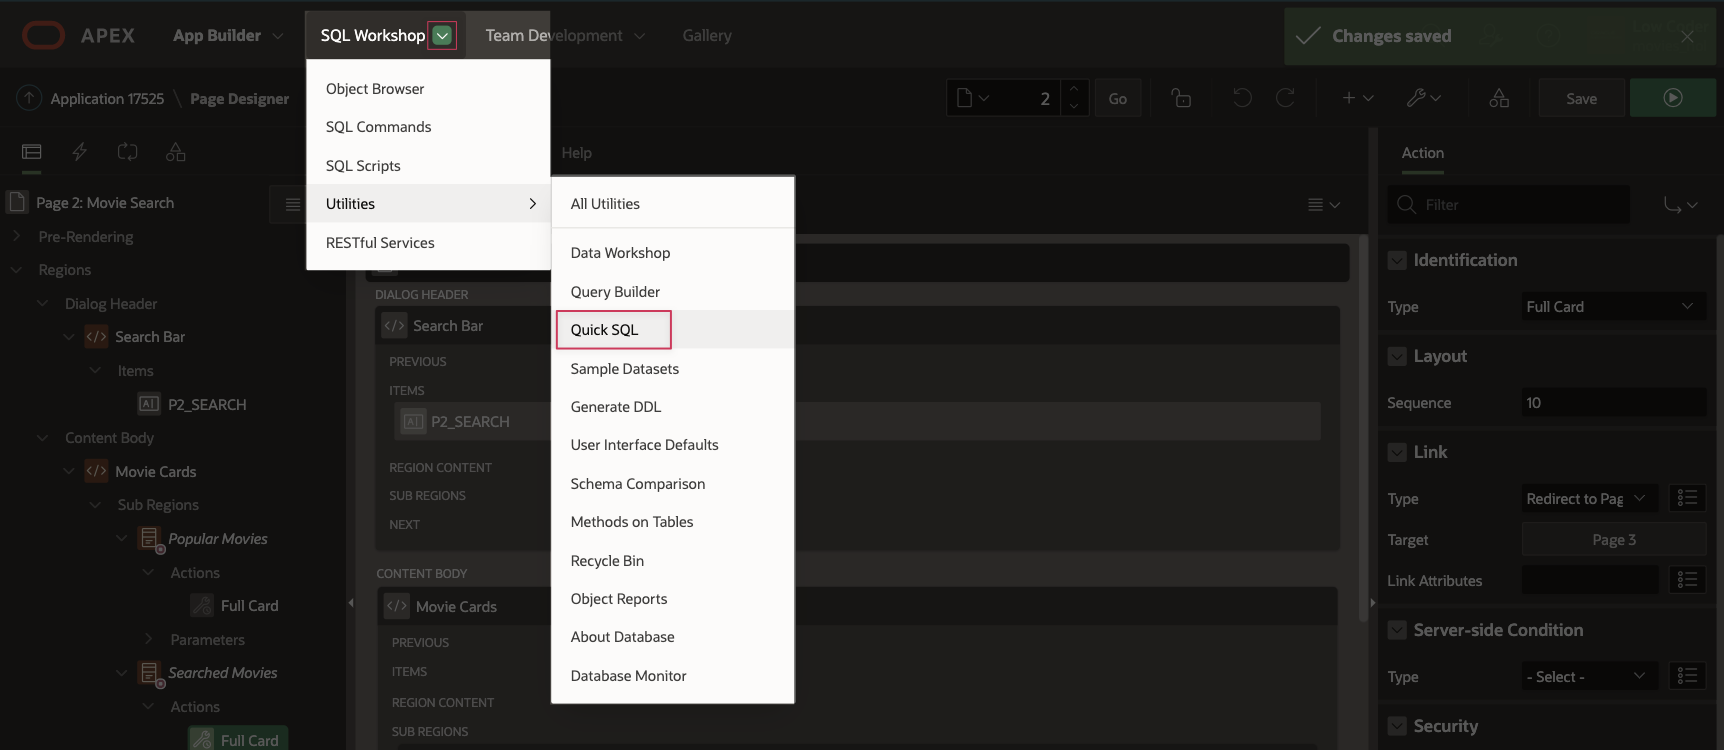 APEX
App Builder
SQL Workshop
Team Development
Gallery
Changes saved
Application 17525 \ Page Designer
2
Go
Save
Object Browser
SQL Commands
SQL Scripts
Utilities
RESTful Services
All Utilities
Data Workshop
Query Builder
Quick SQL
Sample Datasets
Generate DDL
User Interface Defaults
Schema Comparison
Methods on Tables
Recycle Bin
Object Reports
About Database
Database Monitor
Page 2: Movie Search
Pre-Rendering
Regions
Dialog Header
Search Bar
Items
P2_SEARCH
Content Body
Movie Cards
Sub Regions
Popular Movies
Actions
Full Card
Parameters
Searched Movies
Actions
Full Card
Help
DIALOG HEADER
Search Bar
PREVIOUS
ITEMS
P2_SEARCH
REGION CONTENT
SUB REGIONS
NEXT
CONTENT BODY
Movie Cards
PREVIOUS
ITEMS
REGION CONTENT
SUB REGIONS
Action
Filter
Identification
Type
Full Card
Layout
Sequence
10
Link
Type
Redirect to Pag
Target
Page 3
Link Attributes
Server-side Condition
Type
- Select -
Security